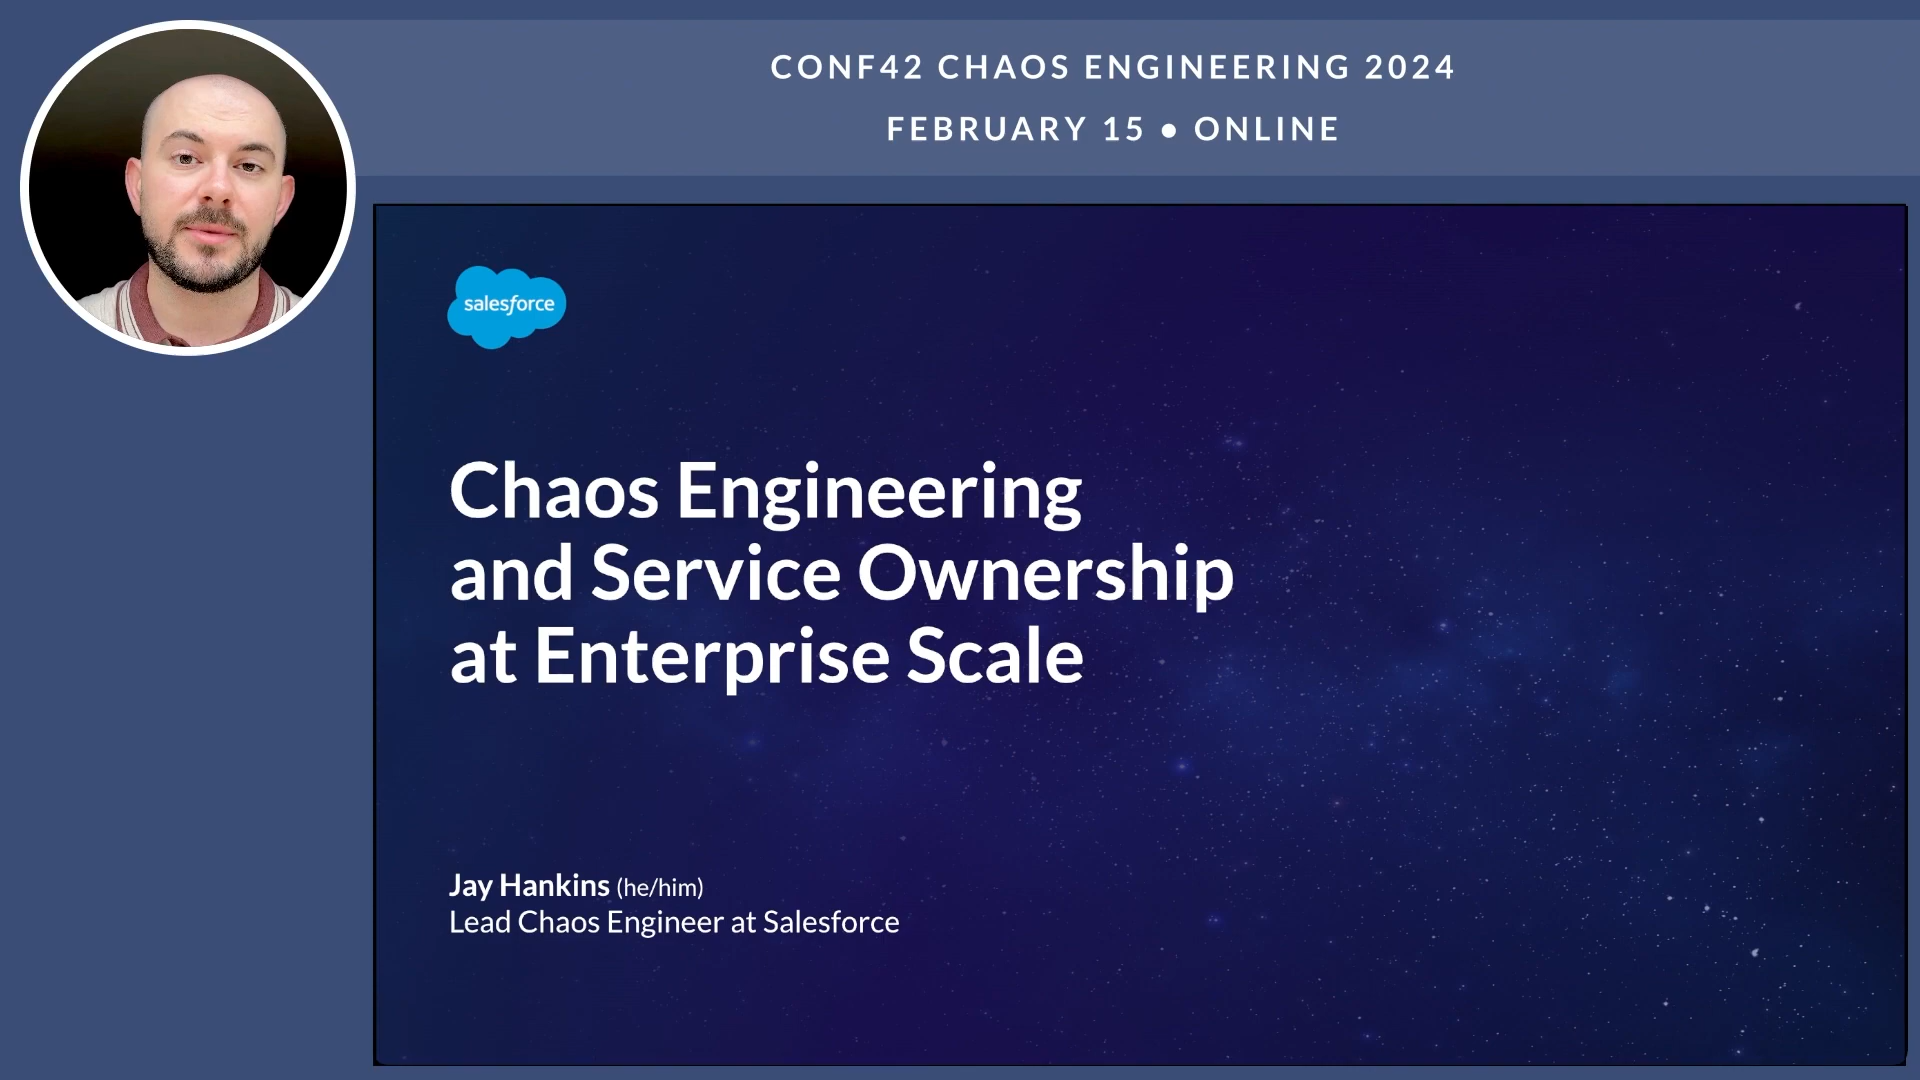 CONF42 CHAOS ENGINEERING 2024
FEBRUARY 15 • ONLINE
salesforce
Chaos Engineering
and Service Ownership
at Enterprise Scale
Jay Hankins (he/him)
Lead Chaos Engineer at Salesforce